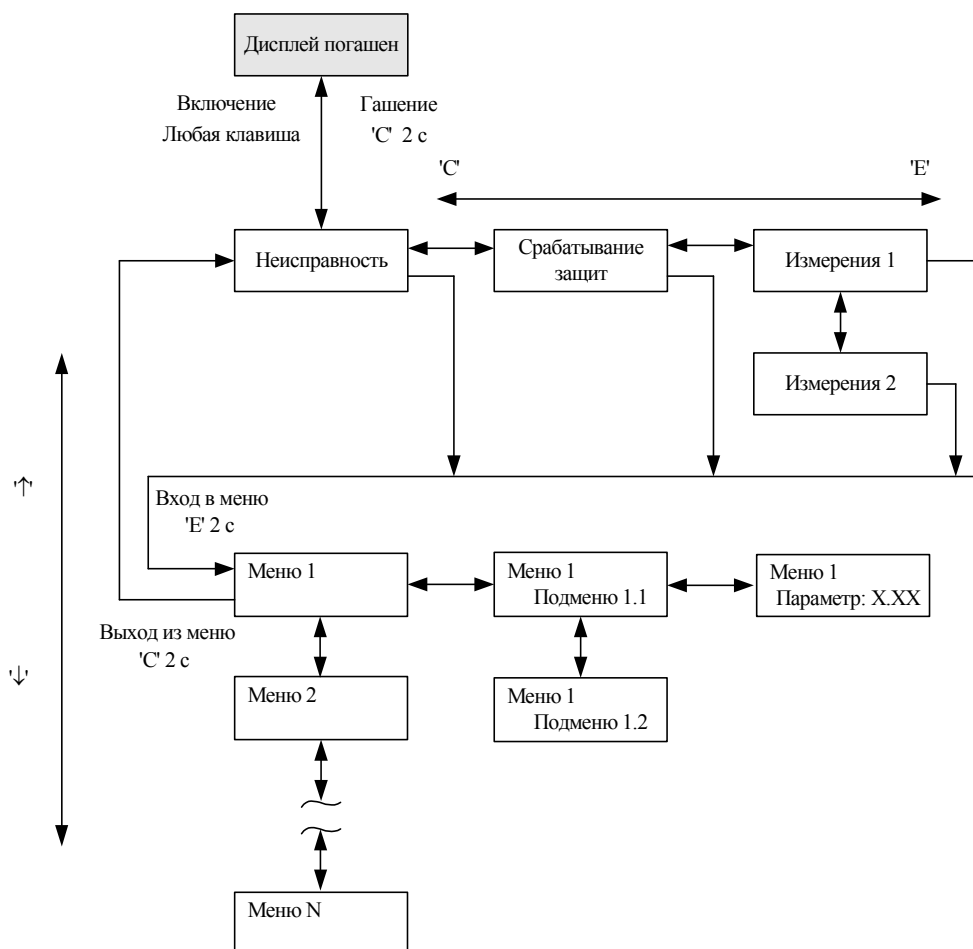 Дисплей погашен
Включение
Любая клавиша
Гашение
'С' 2 с
'С'
'Е'
Неисправность
Срабатывание
защит
Измерения 1
Измерения 2
'↑'
Вход в меню
'Е' 2 с
Меню 1
Меню 1
Подменю 1.1
Меню 1
Параметр: Х.ХХ
Выход из меню
'С' 2 с
'↓'
Меню 2
Меню 1
Подменю 1.2
Меню N